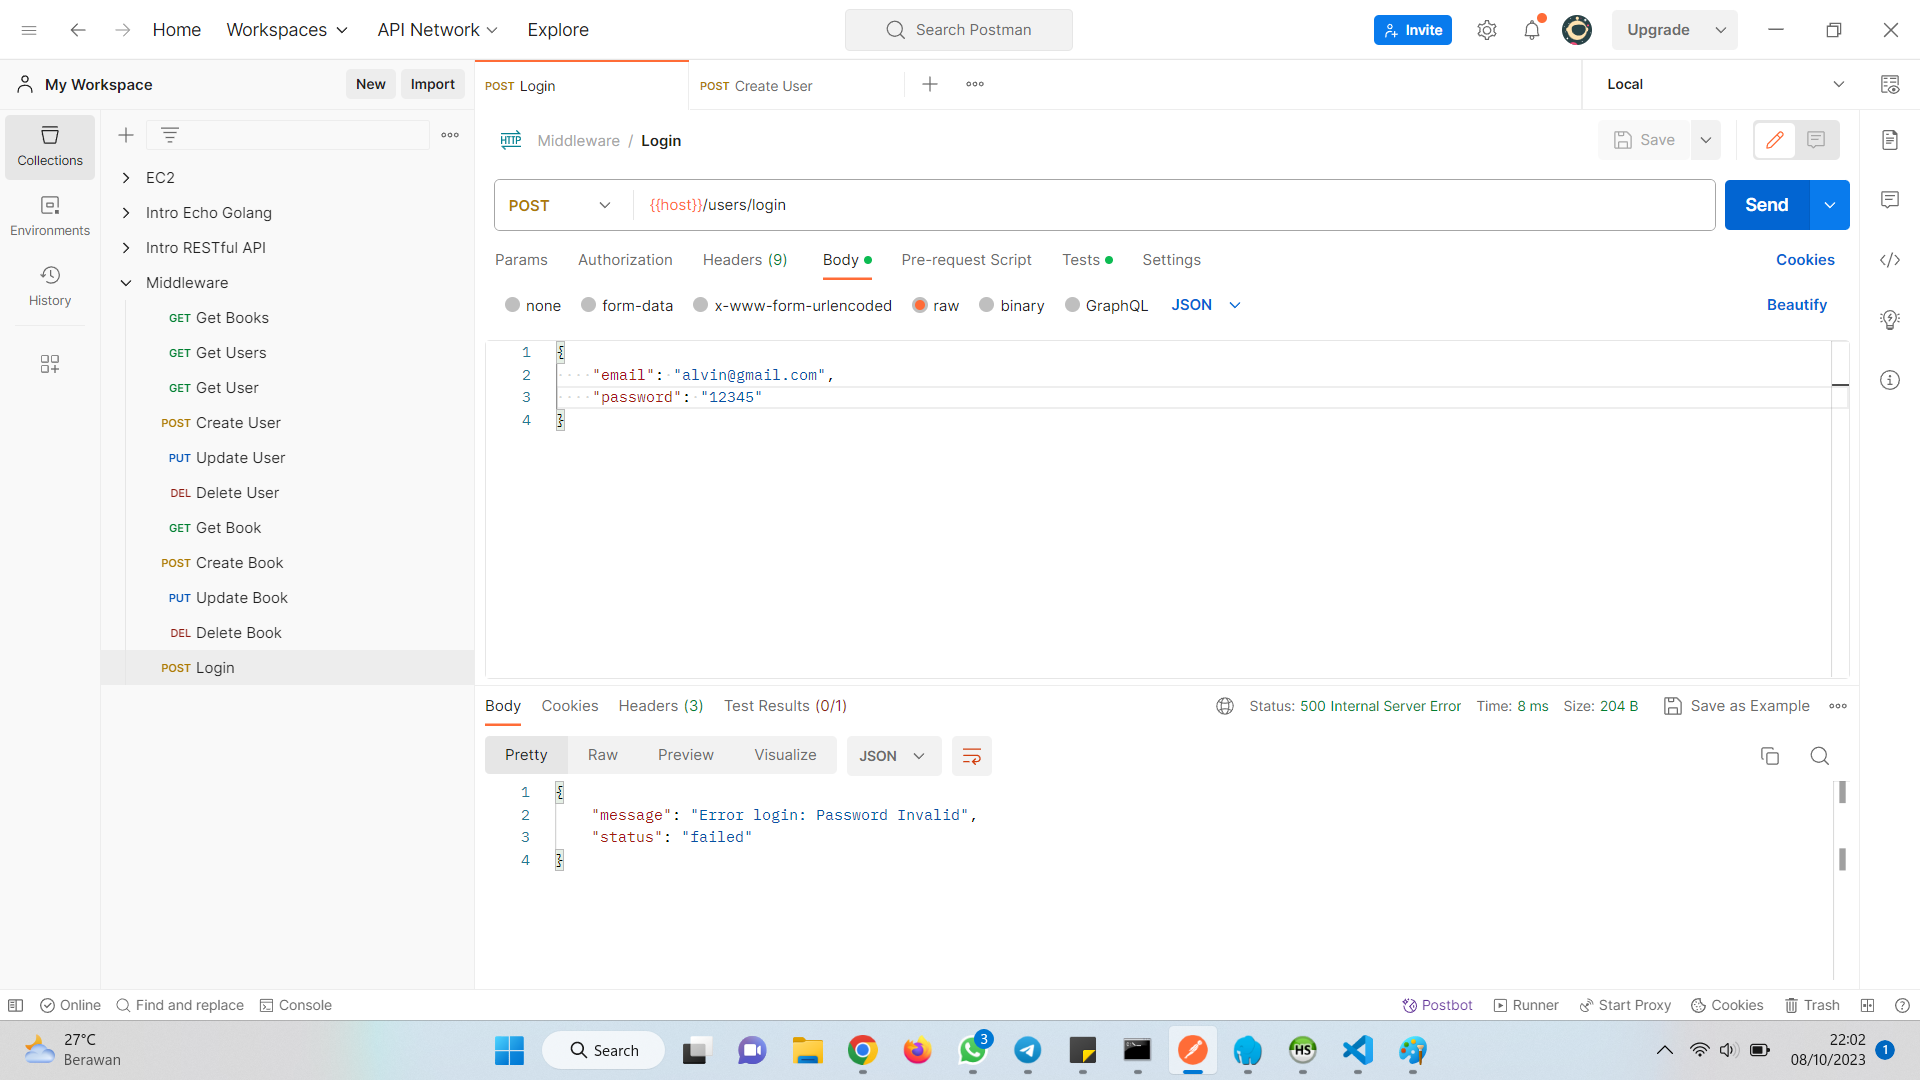 Home
Workspaces
API Network
Explore
Search Postman
Invite
Upgrade
My Workspace
New
Import
POST Login
POST Create User
Local
Collections
Environments
History
EC2
Intro Echo Golang
Intro RESTful API
Middleware
GET Get Books
GET Get Users
GET Get User
POST Create User
PUT Update User
DEL Delete User
GET Get Book
POST Create Book
PUT Update Book
DEL Delete Book
POST Login
HTTP Middleware / Login
Save
POST {{host}}/users/login
Send
Params Authorization Headers (9) Body Pre-request Script Tests Settings Cookies
none form-data x-www-form-urlencoded raw binary GraphQL JSON Beautify
1 {
2 "email": "alvin@gmail.com",
3 "password": "12345"
4 }
Body Cookies Headers (3) Test Results (0/1)
Status: 500 Internal Server Error Time: 8 ms Size: 204 B Save as Example
Pretty Raw Preview Visualize JSON
1 {
2 "message": "Error login: Password Invalid",
3 "status": "failed"
4 }
Online Find and replace Console
Postbot Runner Start Proxy Cookies Trash
27°C
Berawan
Search
3
HS
22:02
08/10/2023
1